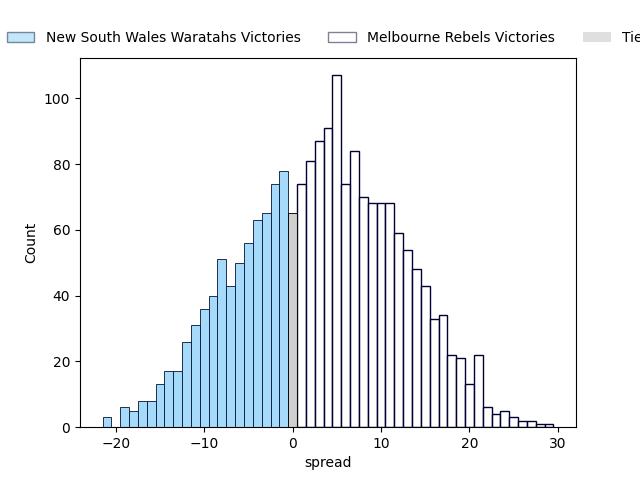 New South Wales Waratahs Victories Melbourne Rebels Victories Tie
100
80
60
40
20
0
Count
−20 −10 0 10 20 30
spread